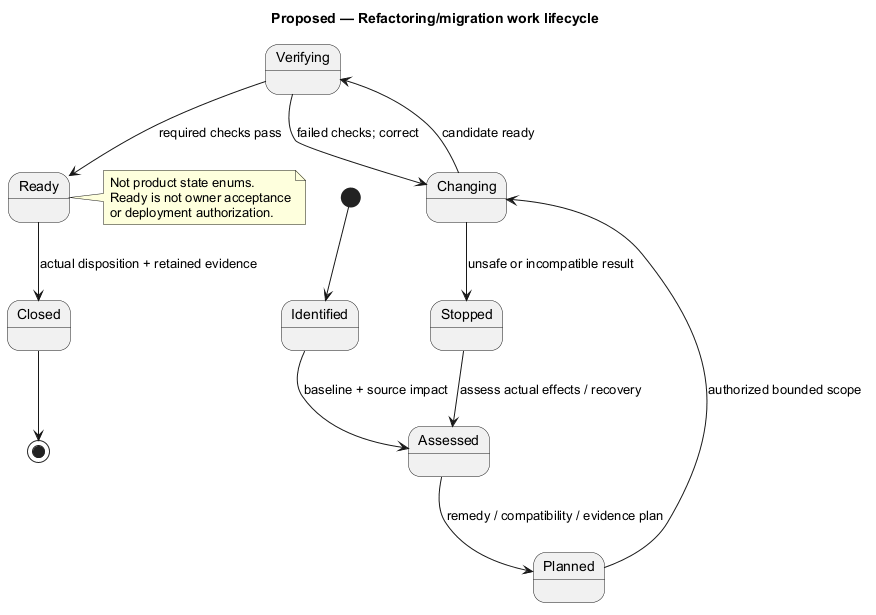 Proposed — Refactoring/migration work lifecycle
Verifying
required checks pass
failed checks; correct
candidate ready
Ready
Not product state enums.
Ready is not owner acceptance
or deployment authorization.
Changing
actual disposition + retained evidence
unsafe or incompatible result
Closed
Identified
Stopped
baseline + source impact
assess actual effects / recovery
authorized bounded scope
Assessed
remedy / compatibility / evidence plan
Planned